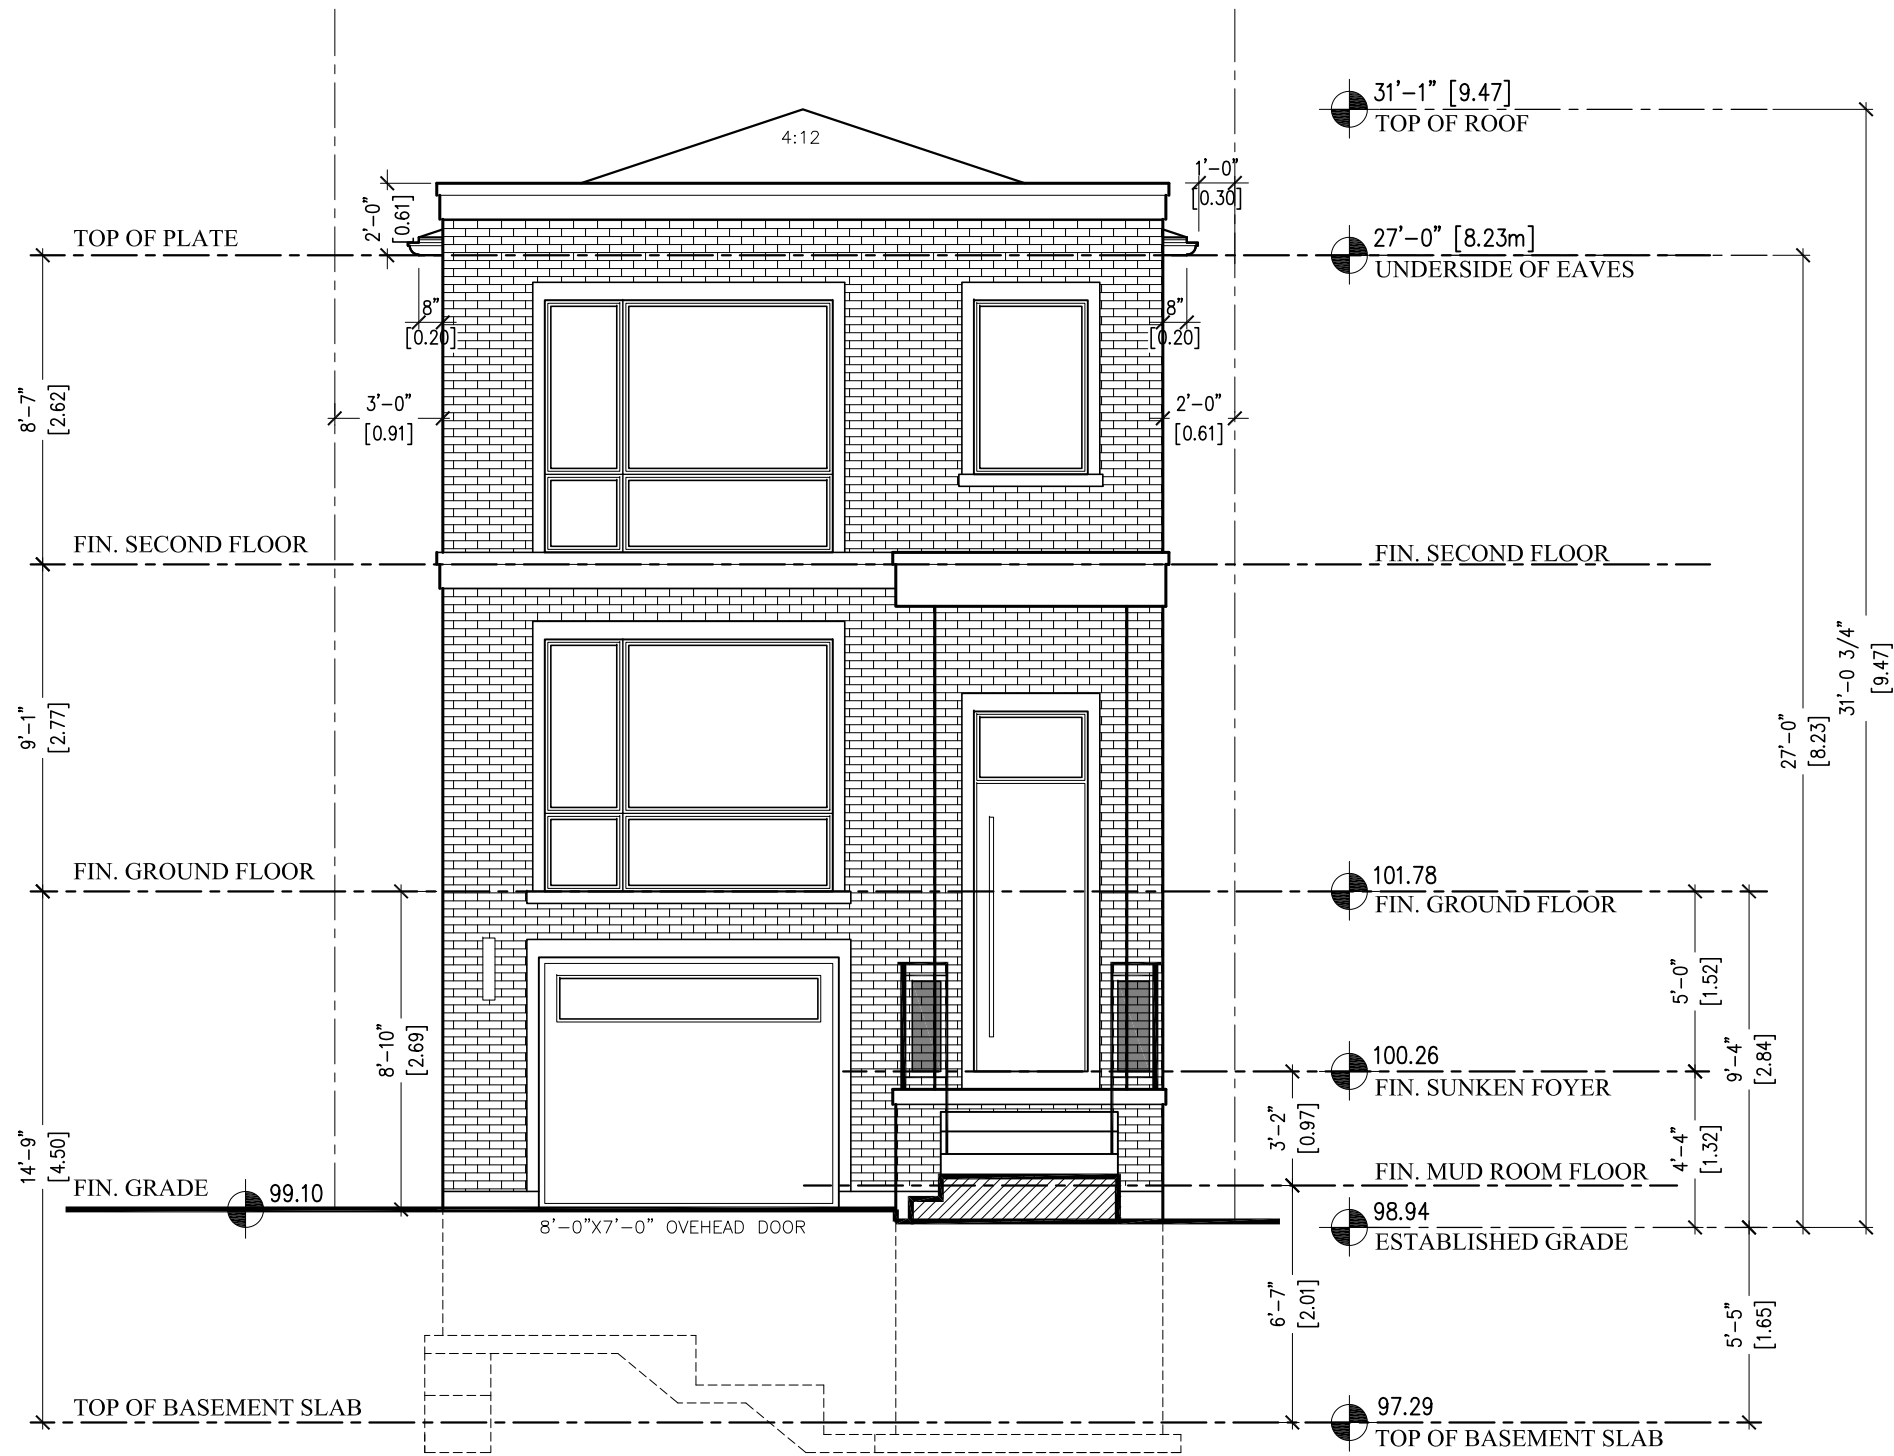 31'-1" [9.47]
TOP OF ROOF
4:12
1'-0"
[0.30]
2'-0"
[0.61]
TOP OF PLATE
27'-0" [8.23m]
UNDERSIDE OF EAVES
8"
[0.20]
8"
[0.20]
8'-7"
[2.62]
3'-0"
[0.91]
2'-0"
[0.61]
FIN. SECOND FLOOR
FIN. SECOND FLOOR
31'-0 3/4"
[9.47]
9'-1"
[2.77]
27'-0"
[8.23]
FIN. GROUND FLOOR
101.78
FIN. GROUND FLOOR
5'-0"
[1.52]
8'-10"
[2.69]
9'-4"
[2.84]
100.26
FIN. SUNKEN FOYER
3'-2"
[0.97]
4'-4"
[1.32]
14'-9"
[4.50]
FIN. MUD ROOM FLOOR
FIN. GRADE
99.10
98.94
ESTABLISHED GRADE
8'-0"X7'-0" OVEHEAD DOOR
6'-7"
[2.01]
5'-5"
[1.65]
TOP OF BASEMENT SLAB
97.29
TOP OF BASEMENT SLAB